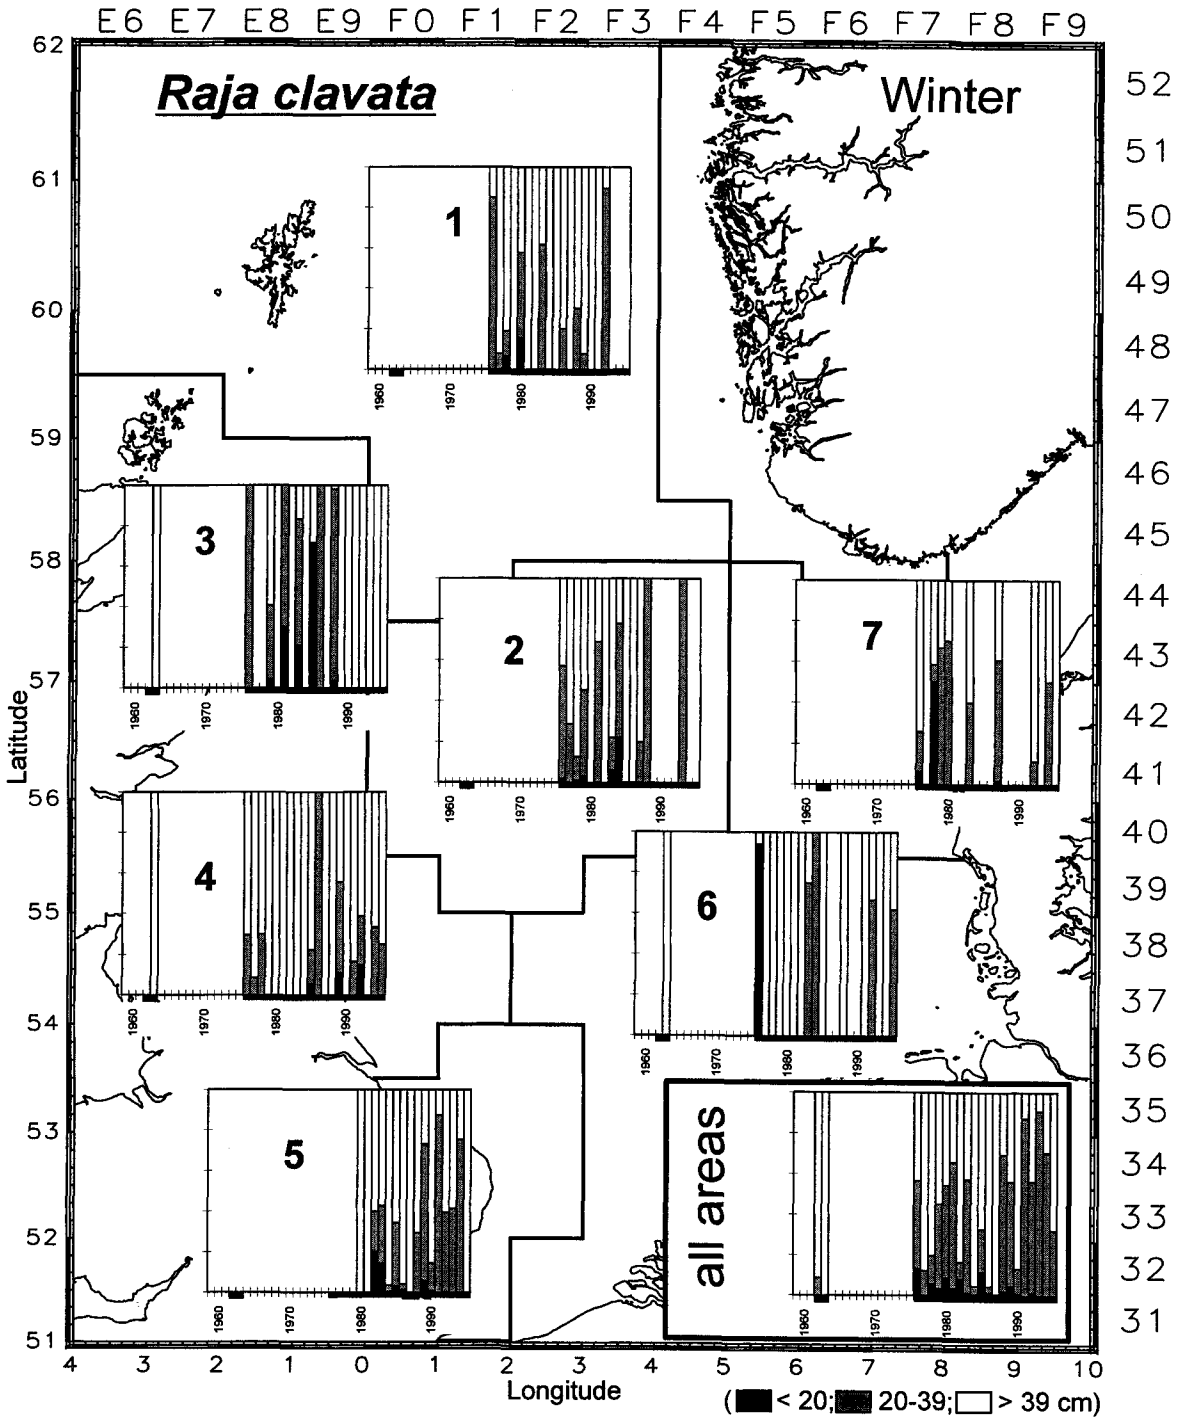 E6 E7 E8 E9 F0 F1 F2 F3 F4 F5 F6 F7 F8 F9
62
Raja clavata
Winter
52
51
61
1
50
49
60
48
1960 1970 1980 1990
47
59
46
3
45
58
44
2
7
43
57
1960 1970 1980 1990
42
Latitude
41
1960 1970 1980 1990
1960 1970 1980 1990
56
40
4
6
39
55
38
37
1960 1970 1980 1990
54
1960 1970 1980 1990
36
35
53
5
all areas
34
33
52
32
1960 1970 1980 1990
1960 1970 1980 1990
31
51
4 3 2 1 0 1 2 3 4 5 6 7 8 9 10
Longitude
( < 20; 20-39; > 39 cm)